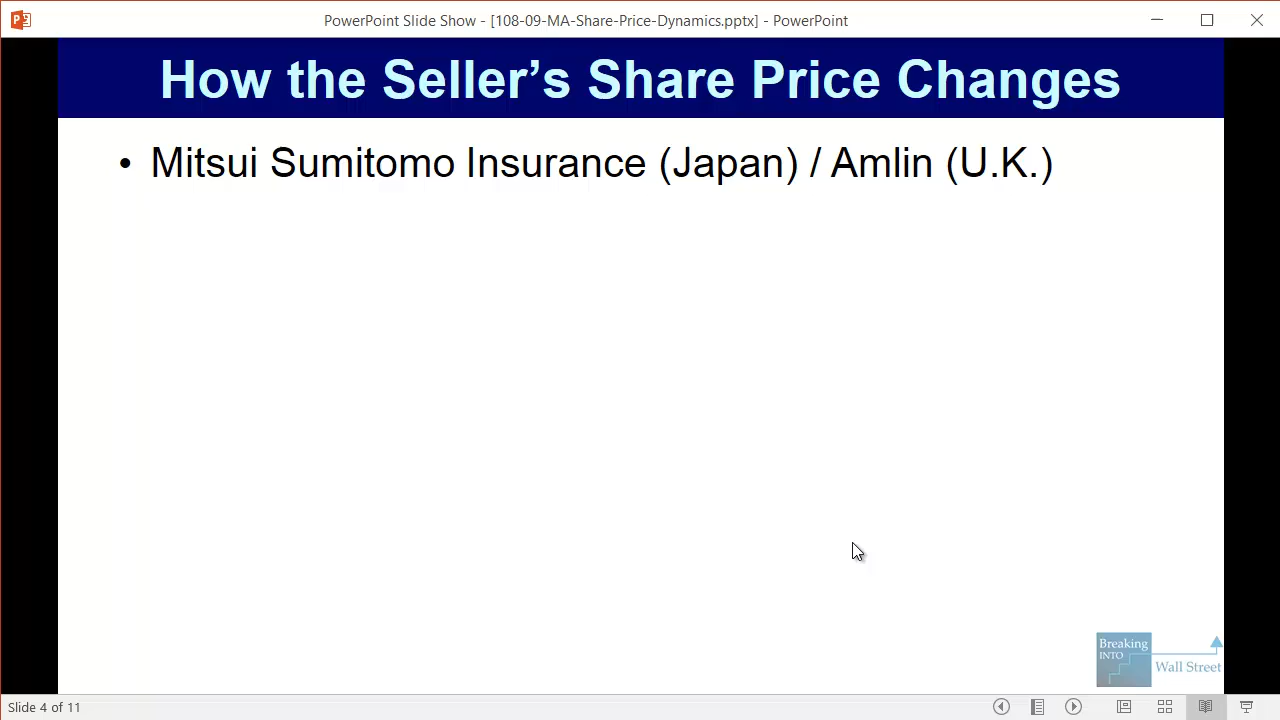 PowerPoint Slide Show - [108-09-MA-Share-Price-Dynamics.pptx] - PowerPoint
How the Seller’s Share Price Changes
• Mitsui Sumitomo Insurance (Japan) / Amlin (U.K.)
Breaking
INTO
Wall Street
Slide 4 of 11